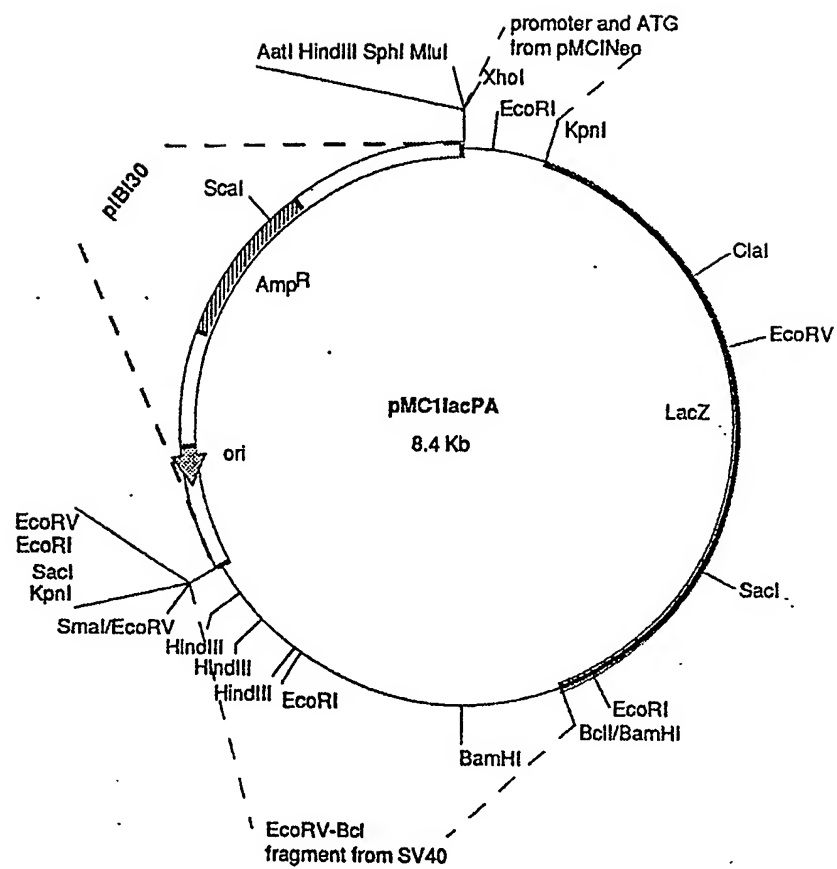 promoter and ATG
from pMCINeo
AatI HindIII SphI MluI
XhoI
EcoRI
KpnI
pIBI30
ScaI
ClaI
AmpR
EcoRV
pMC1lacPA
8.4 Kb
LacZ
ori
EcoRV
EcoRI
SacI
KpnI
SmaI/EcoRV
SacI
HindIII
HindIII
HindIII
EcoRI
EcoRI
BclI/BamHI
BamHI
EcoRV-Bcl
fragment from SV40